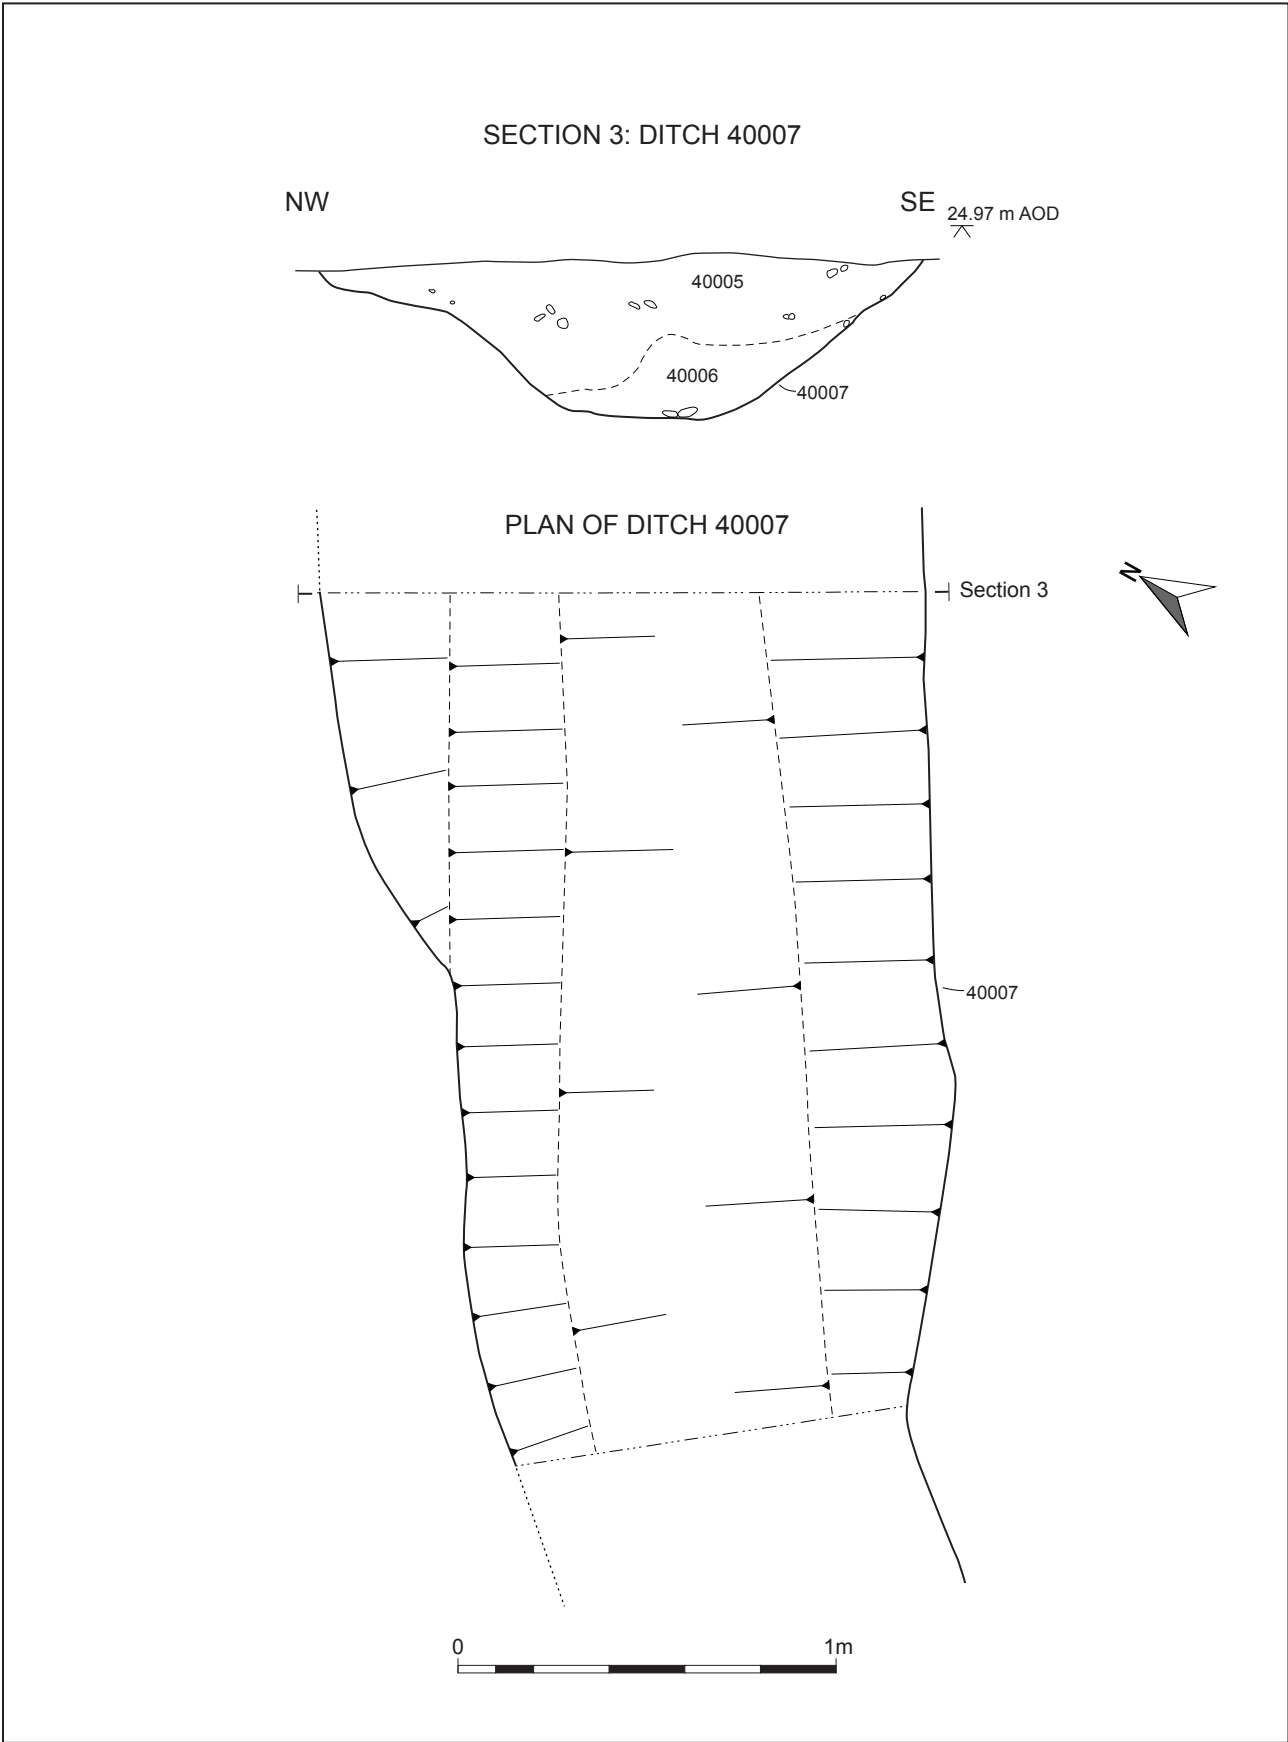 SECTION 3: DITCH 40007
NW
SE
24.97 m AOD
40005
40006
40007
PLAN OF DITCH 40007
N
Section 3
40007
0
1m